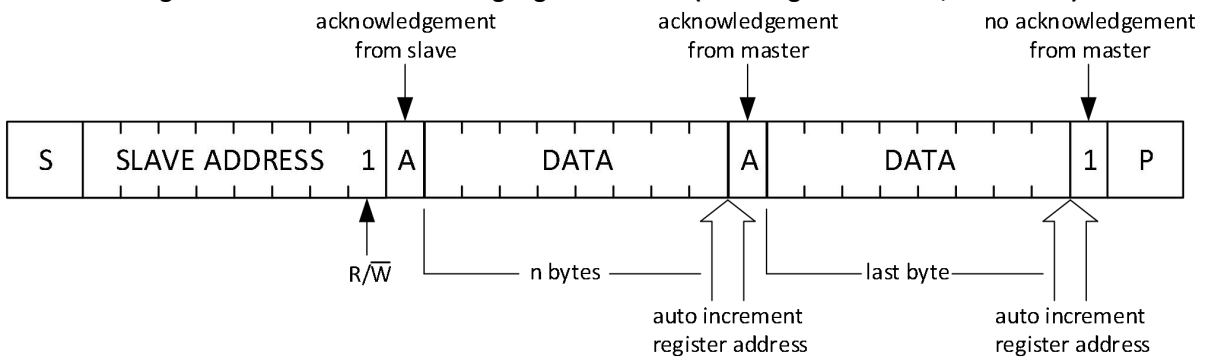 acknowledgement
from slave
acknowledgement
from master
no acknowledgement
from master
S SLAVE ADDRESS 1 A DATA A DATA 1 P
R/W̅
n bytes
last byte
auto increment
register address
auto increment
register address